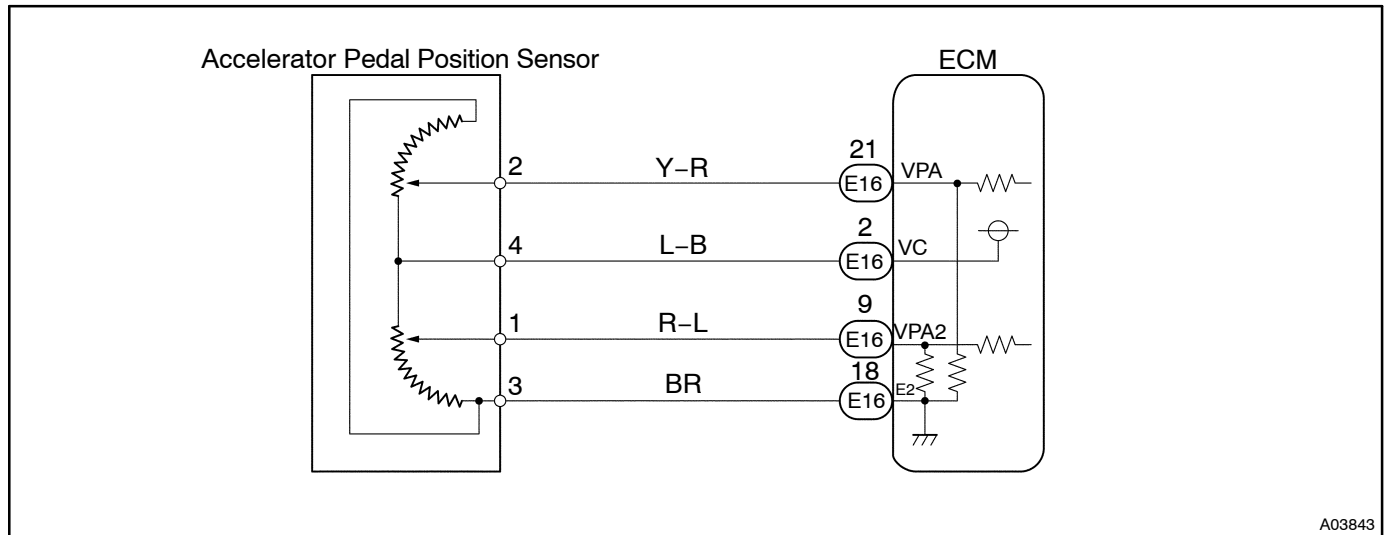 Accelerator Pedal Position Sensor
ECM
2
Y–R
21
E16
VPA
4
L–B
2
E16
VC
1
R–L
9
E16
VPA2
3
BR
18
E16
E2
A03843